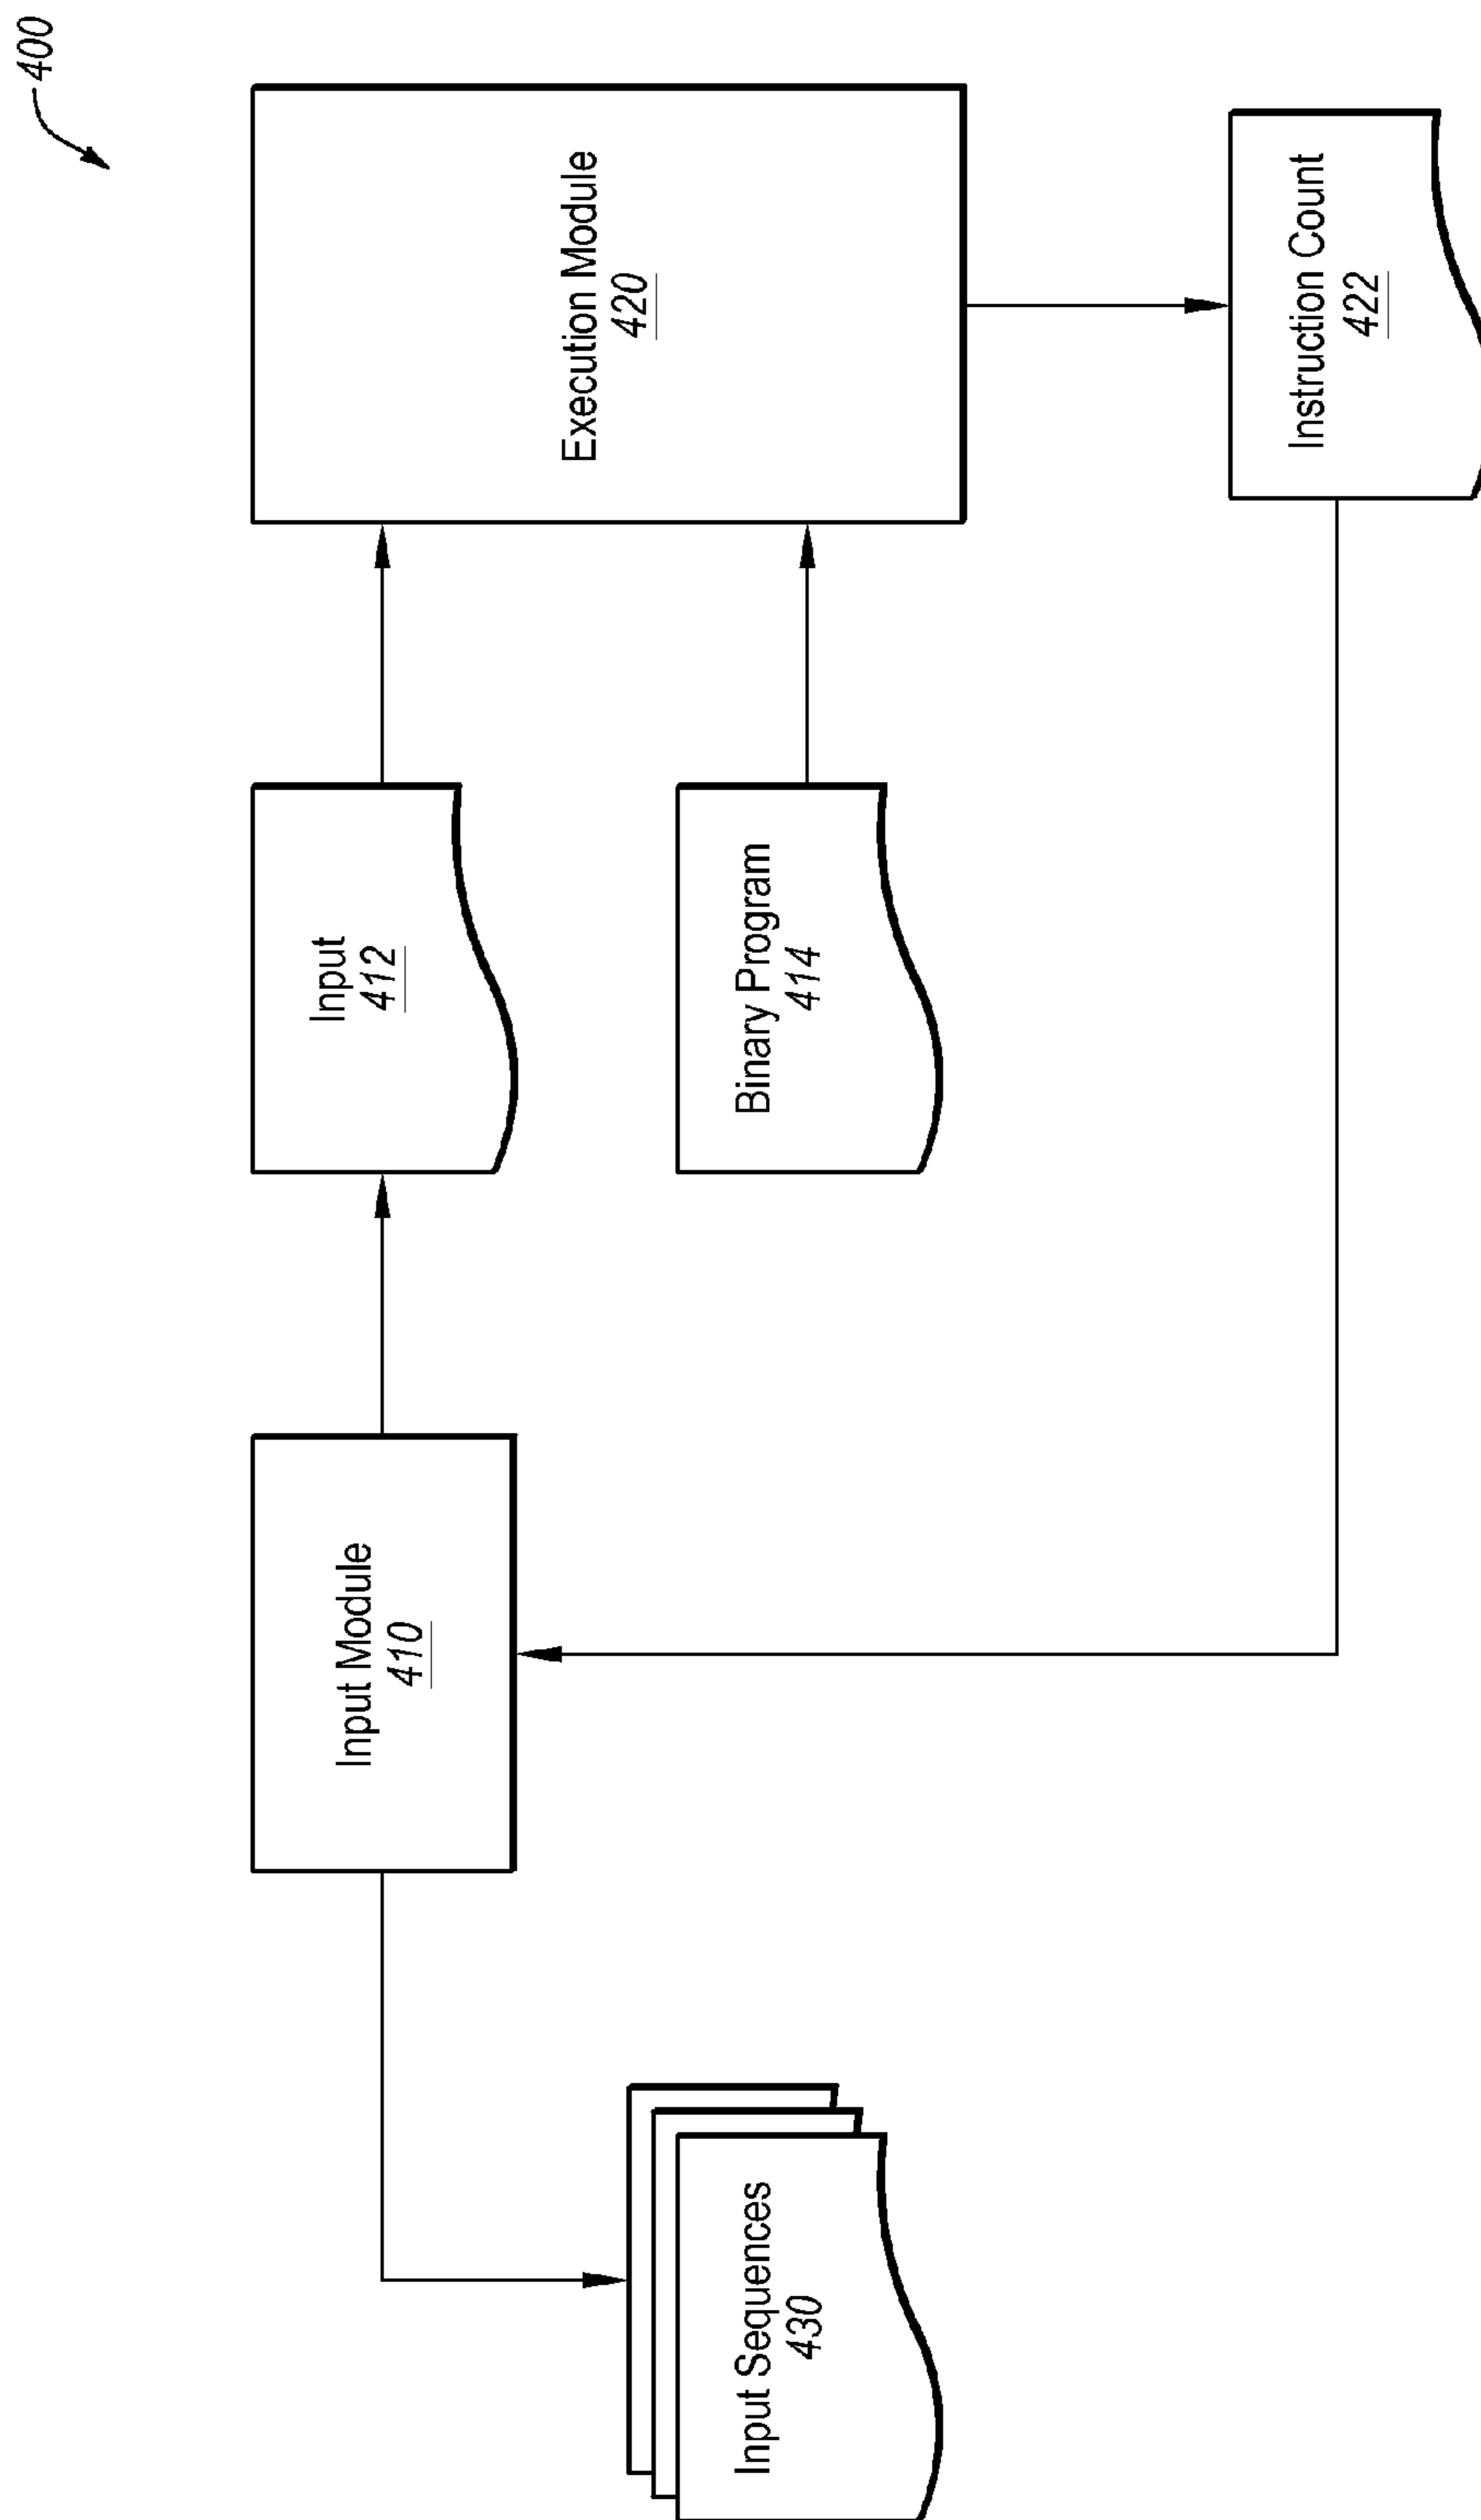 400
Input Sequences
430
Input Module
410
Input
412
Binary Program
414
Execution Module
420
Instruction Count
422